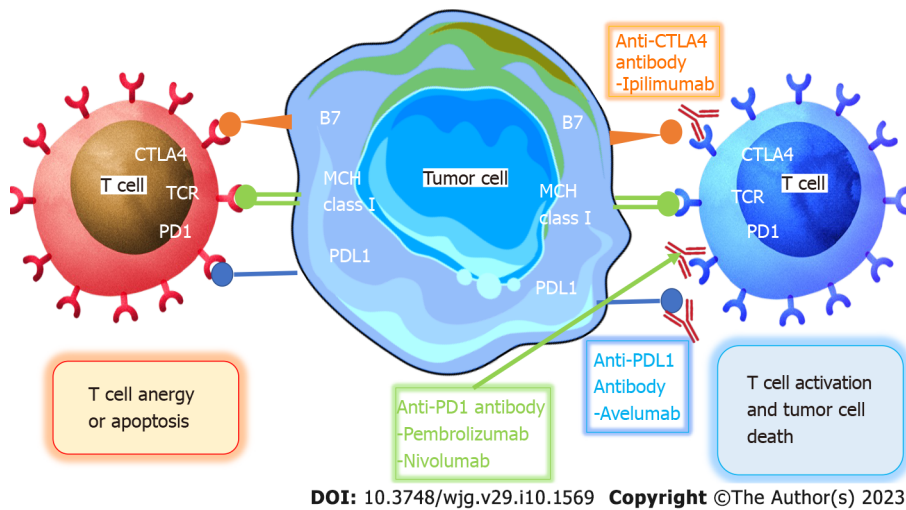 Anti-CTLA4
antibody
-Ipilimumab
B7
B7
CTLA4
T cell
TCR
PD1
MCH
class I
Tumor cell
MCH
class I
PDL1
PDL1
CTLA4
T cell
TCR
PD1
T cell anergy
or apoptosis
Anti-PD1 antibody
-Pembrolizumab
-Nivolumab
Anti-PDL1
Antibody
-Avelumab
T cell activation
and tumor cell
death
DOI: 10.3748/wjg.v29.i10.1569 Copyright ©The Author(s) 2023